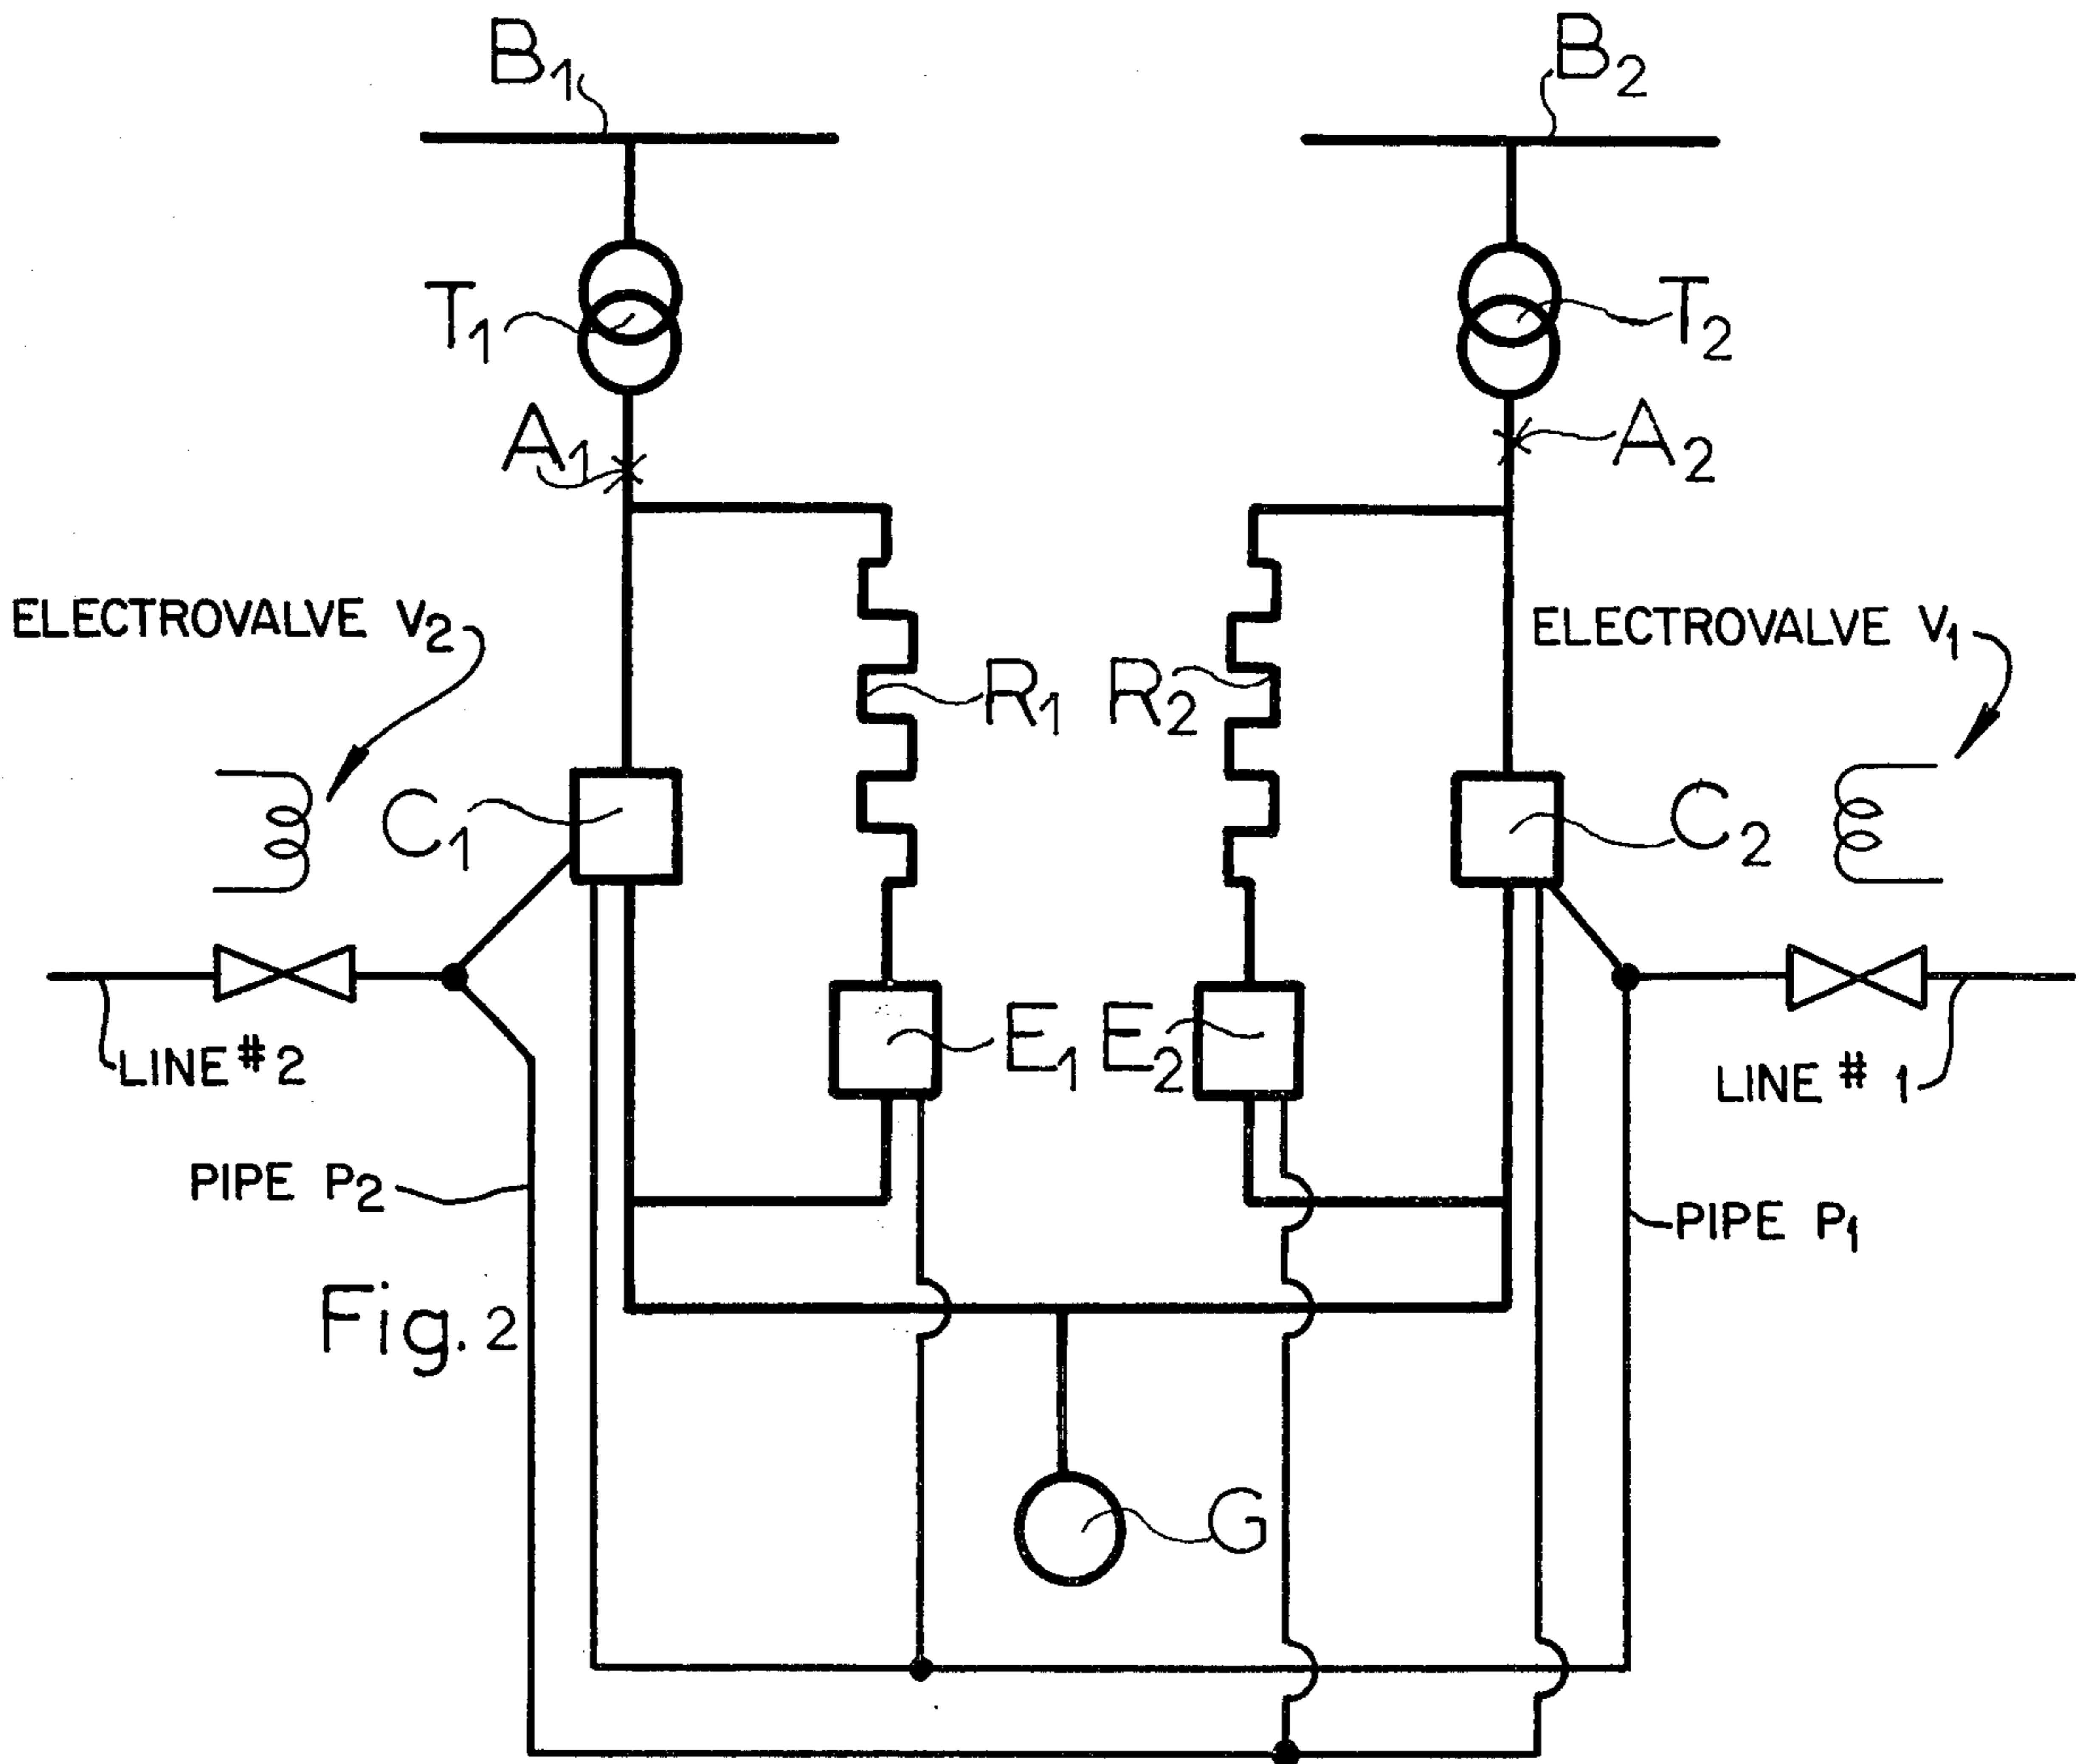 B1
B2
T1
T2
A1
A2
ELECTROVALVE V2
R1
R2
ELECTROVALVE V1
C1
C2
E1
E2
LINE #2
LINE # 1
PIPE P2
PIPE P1
Fig. 2
G